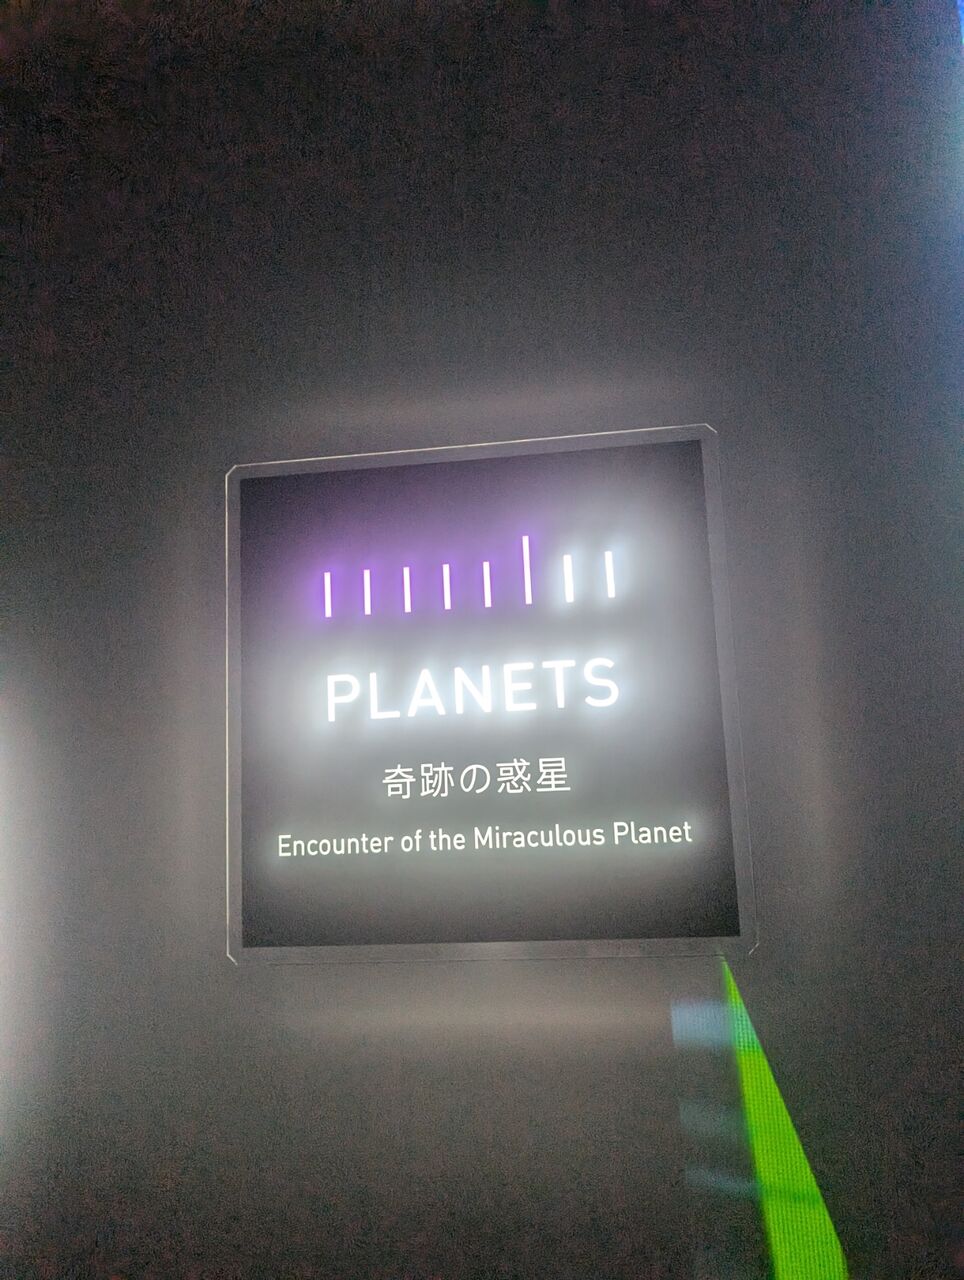 PLANETS
奇跡の惑星
Encounter of the Miraculous Planet